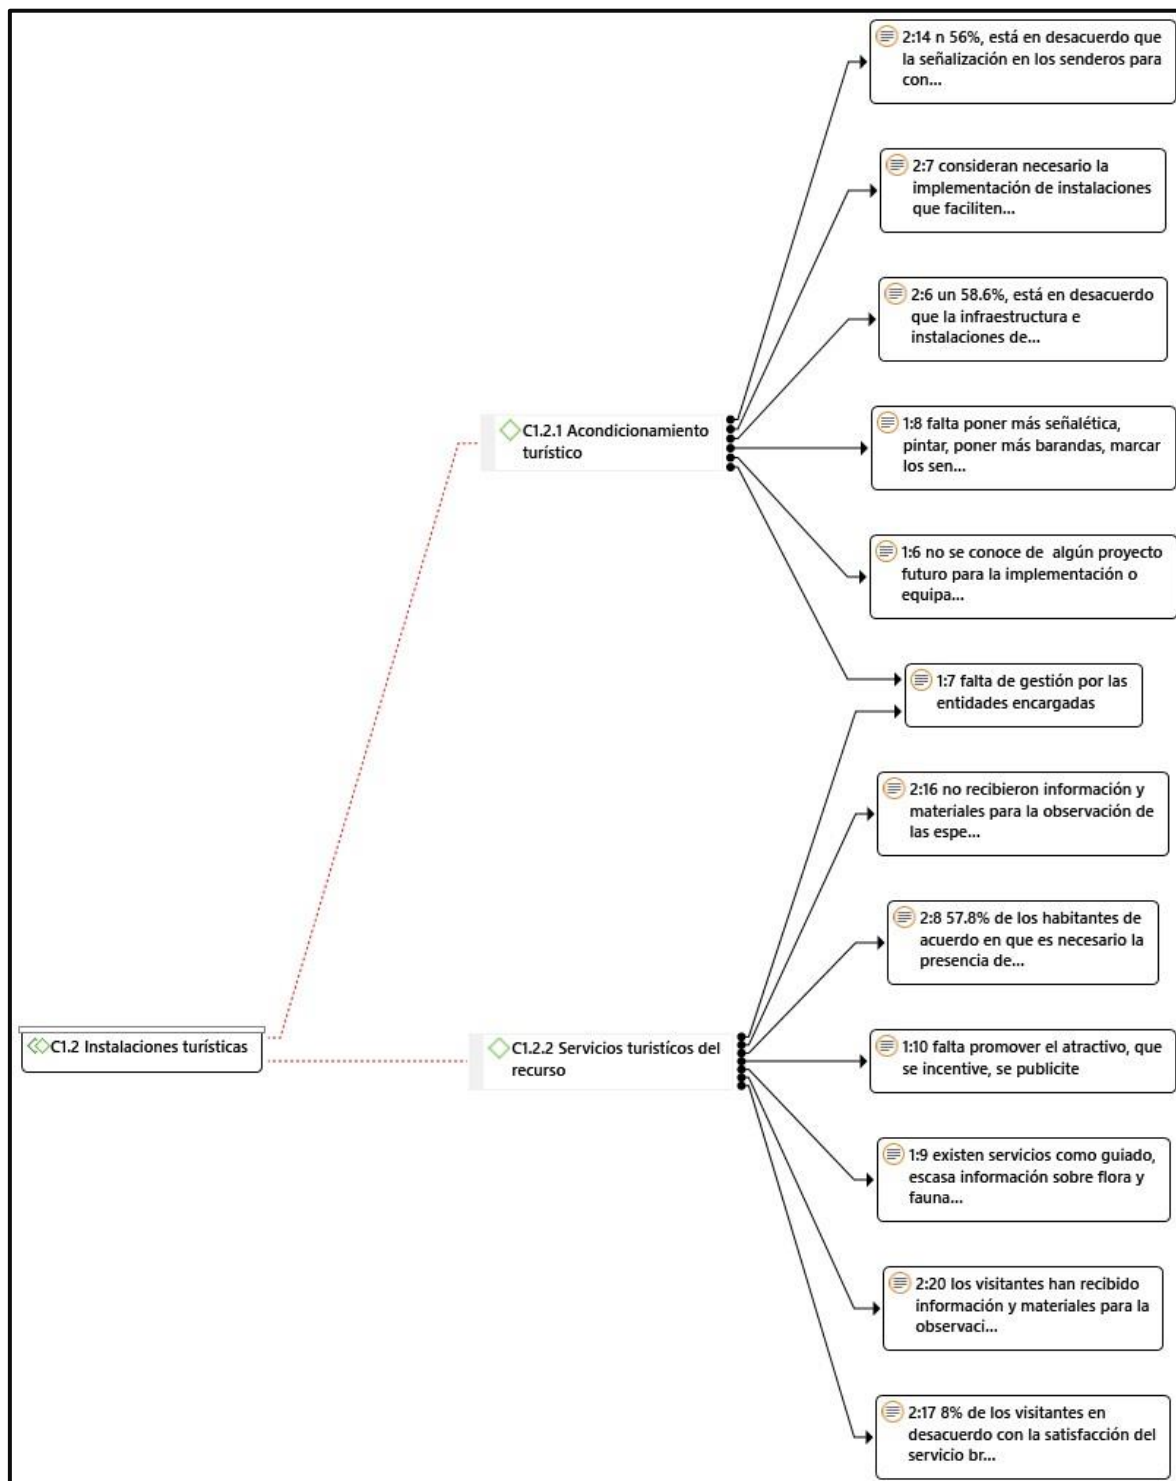 2:14 n 56%, está en desacuerdo que
la señalización en los senderos para
con...
2:7 consideran necesario la
implementación de instalaciones
que faciliten...
2:6 un 58.6%, está en desacuerdo
que la infraestructura e
instalaciones de...
C1.2.1 Acondicionamiento
turístico
1:8 falta poner más señalética,
pintar, poner más barandas, marcar
los sen...
1:6 no se conoce de algún proyecto
futuro para la implementación o
equipa...
1:7 falta de gestión por las
entidades encargadas
2:16 no recibieron información y
materiales para la observación de
las espe...
2:8 57.8% de los habitantes de
acuerdo en que es necesario la
presencia de...
C1.2 Instalaciones turísticas
C1.2.2 Servicios turistícos del
recurso
1:10 falta promover el atractivo, que
se incentive, se publicite
1:9 existen servicios como guiado,
escasa información sobre flora y
fauna...
2:20 los visitantes han recibido
información y materiales para la
observaci...
2:17 8% de los visitantes en
desacuerdo con la satisfacción del
servicio br...